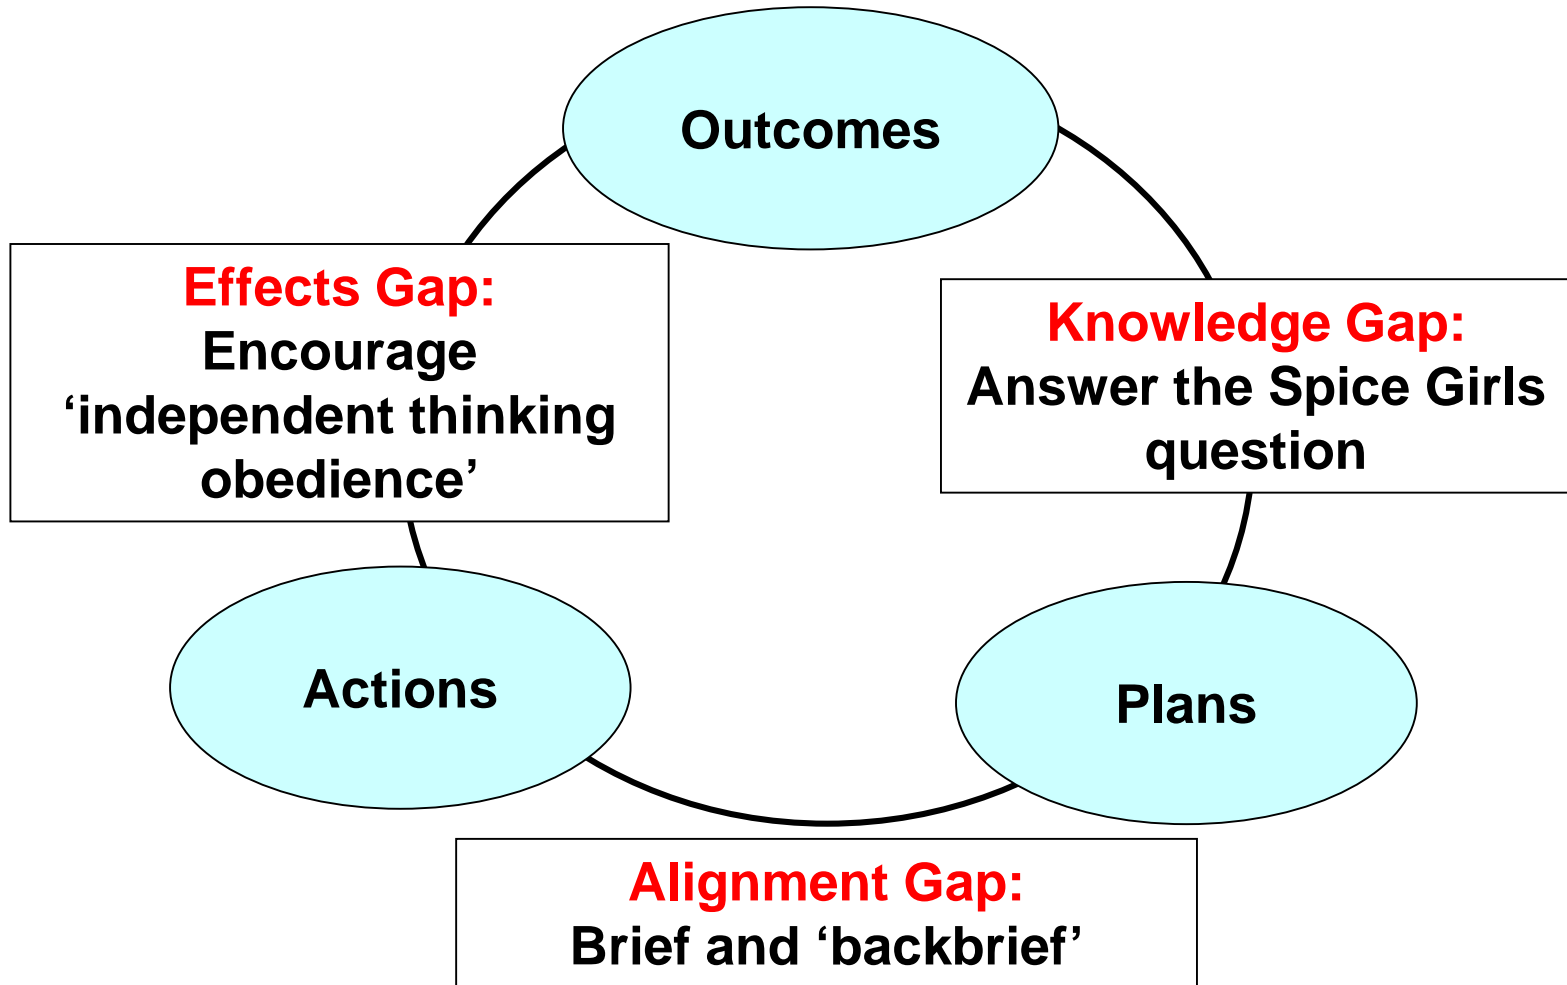 Outcomes
Effects Gap:
Encourage
‘independent thinking
obedience’
Knowledge Gap:
Answer the Spice Girls
question
Actions
Plans
Alignment Gap:
Brief and ‘backbrief’